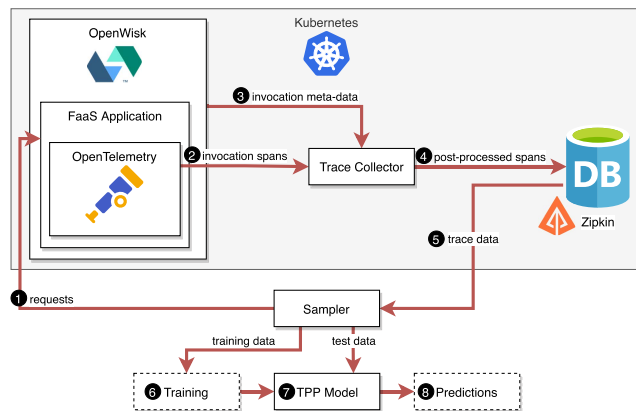 Kubernetes
OpenWisk
TM
FaaS Application
OpenTelemetry
3 invocation meta-data
2 invocation spans
Trace Collector
4 post-processed spans
DB
Zipkin
5 trace data
1 requests
Sampler
training data
test data
6 Training
7 TPP Model
8 Predictions